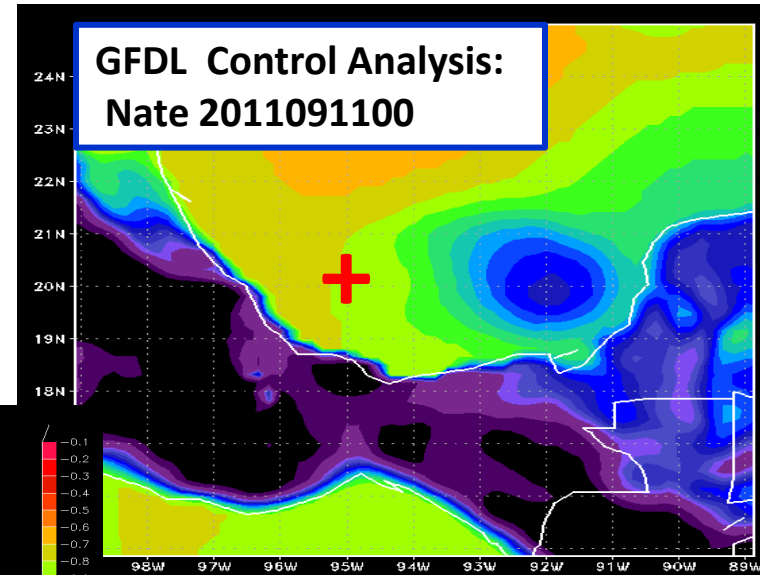 GFDL Control Analysis:
Nate 2011091100
24N
23N
22N
21N
20N
19N
18N
-0.1
-0.2
-0.3
-0.4
-0.5
-0.6
-0.7
-0.8
98W 97W 96W 95W 94W 93W 92W 91W 90W 89W